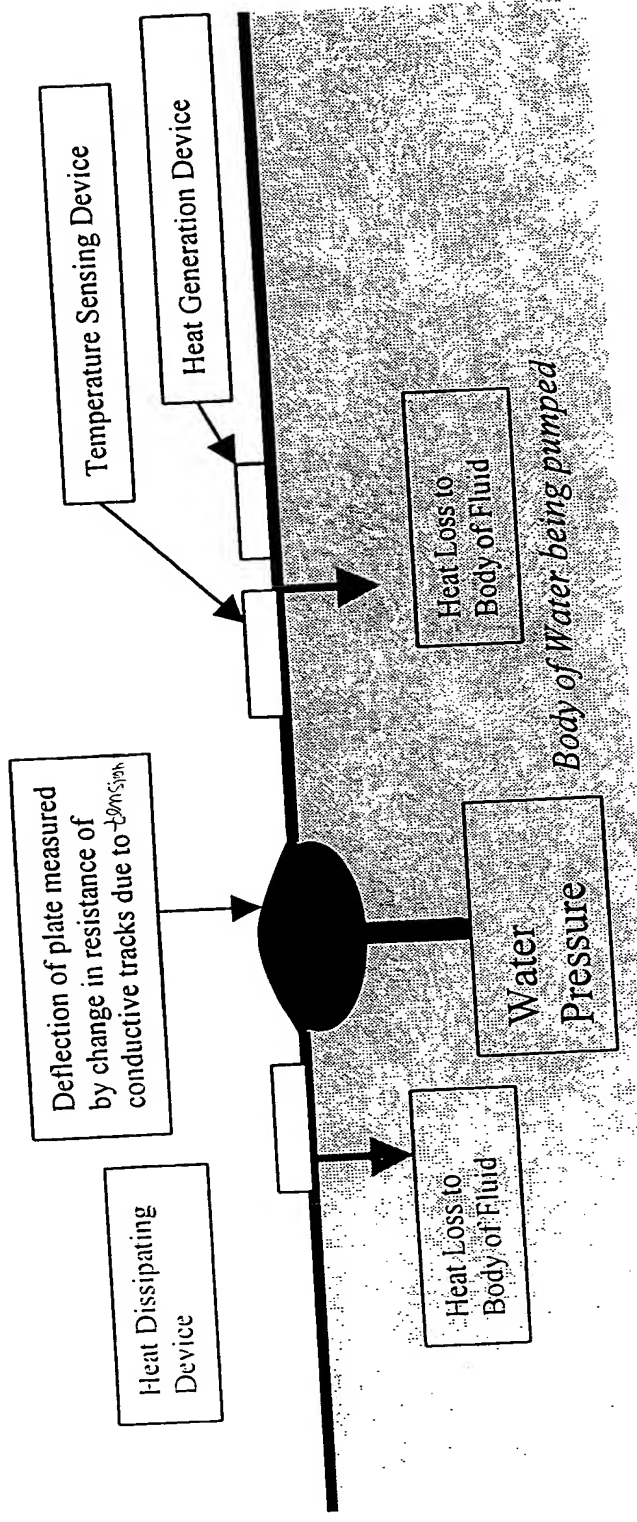 Heat Dissipating
Device
Deflection of plate measured
by change in resistance of
conductive tracks due to tension
Temperature Sensing Device
Heat Generation Device
Heat Loss to
Body of Fluid
Water
Pressure
Heat Loss to
Body of Fluid
Body of Water being pumped